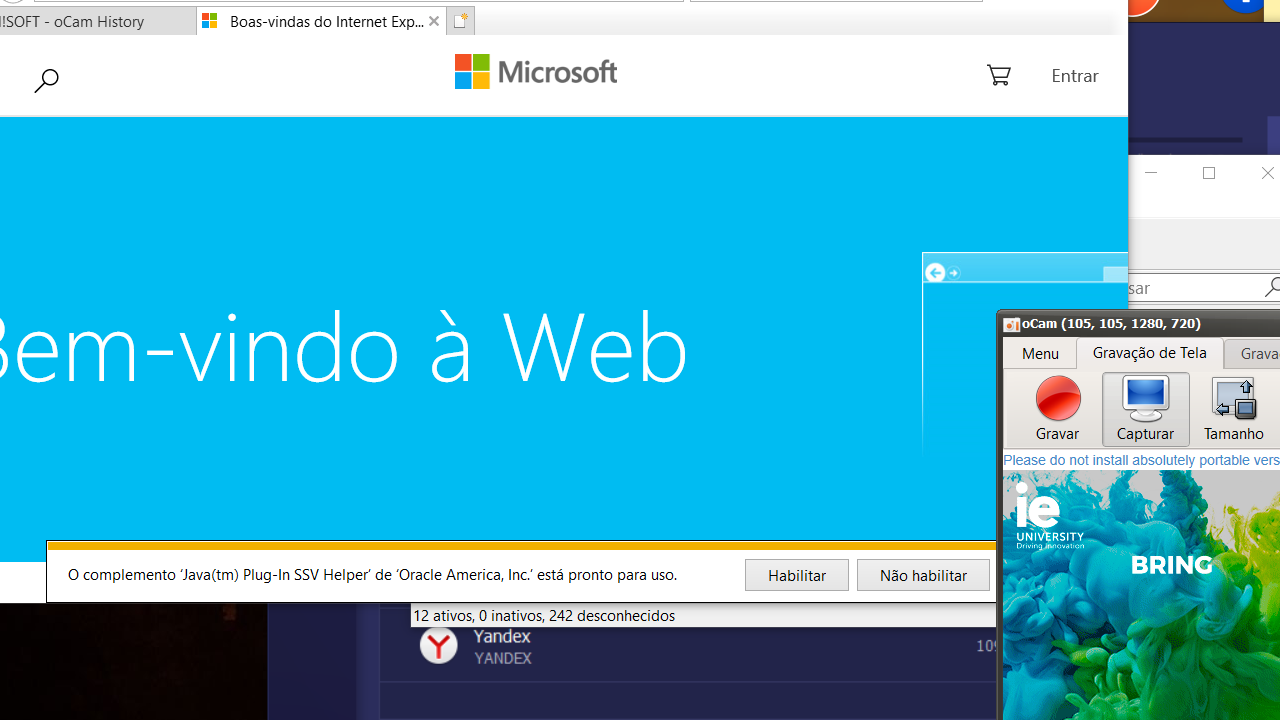 !SOFT - oCam History
Boas-vindas do Internet Exp...
Microsoft
Entrar
Bem-vindo à Web
sar
oCam (105, 105, 1280, 720)
Menu
Gravação de Tela
Grava
Gravar
Capturar
Tamanho
Please do not install absolutely portable vers
ie
UNIVERSITY
Driving Innovation
BRING
O complemento ‘Java(tm) Plug-In SSV Helper’ de ‘Oracle America, Inc.’ está pronto para uso.
Habilitar
Não habilitar
12 ativos, 0 inativos, 242 desconhecidos
Yandex
YANDEX
109